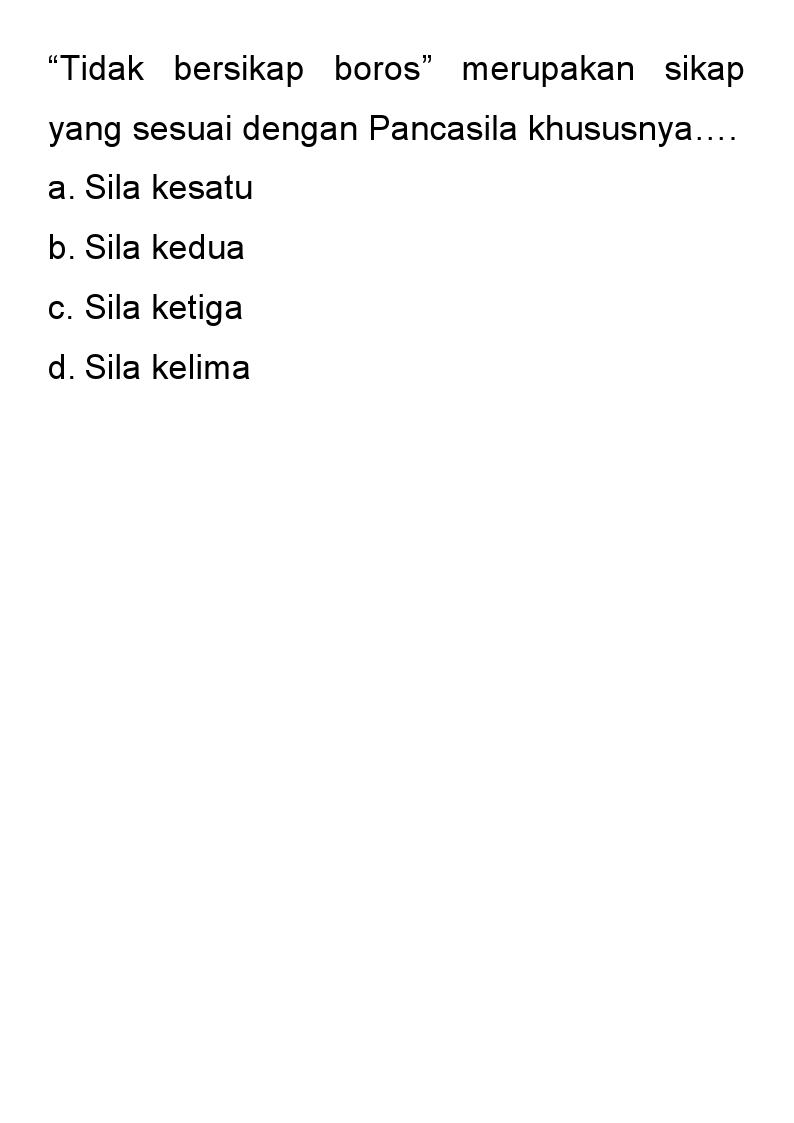 “Tidak bersikap boros” merupakan sikap
yang sesuai dengan Pancasila khususnya….
a. Sila kesatu
b. Sila kedua
c. Sila ketiga
d. Sila kelima